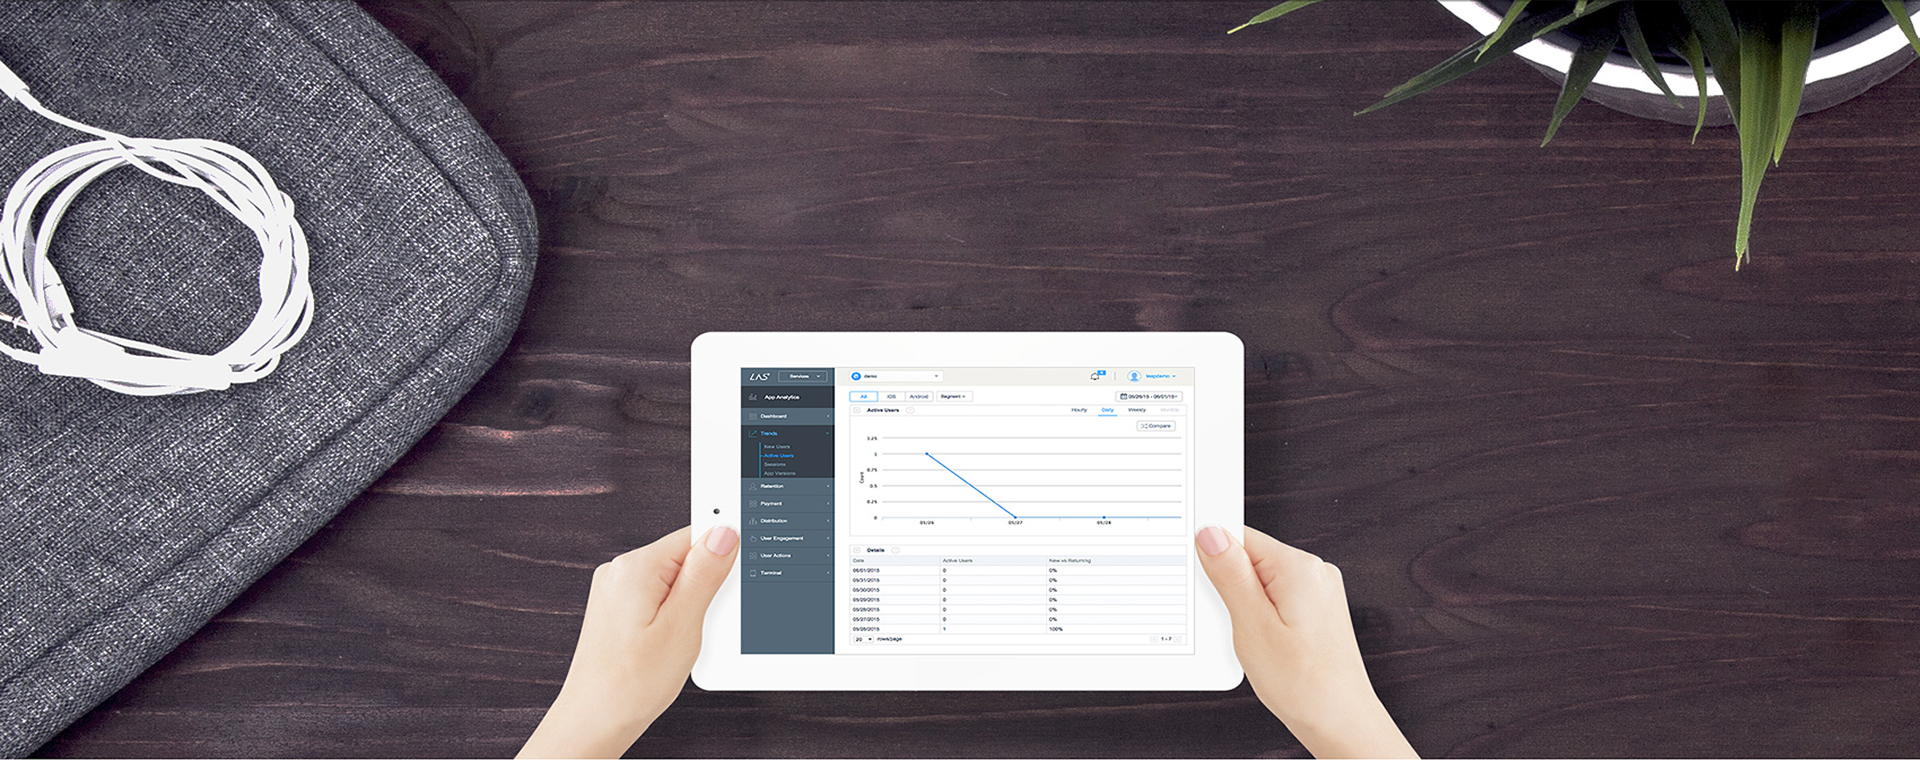 LAS
Services
demo
leapdemo
App Analytics
All
iOS
Android
Segment
05/26/15 - 06/01/15
Dashboard
Active Users
Hourly
Daily
Weekly
Monthly
Trends
Compare
New Users
Active Users
Sessions
App Versions
Retention
Payment
Distribution
User Engagement
User Actions
Terminal
Count
1.25
1
0.75
0.5
0.25
0
05/26
05/27
05/28
Details
Date Active Users New vs Returning
06/01/2015 0 0%
05/31/2015 0 0%
05/30/2015 0 0%
05/29/2015 0 0%
05/28/2015 0 0%
05/27/2015 0 0%
05/26/2015 1 100%
20 rows/page
1 - 7